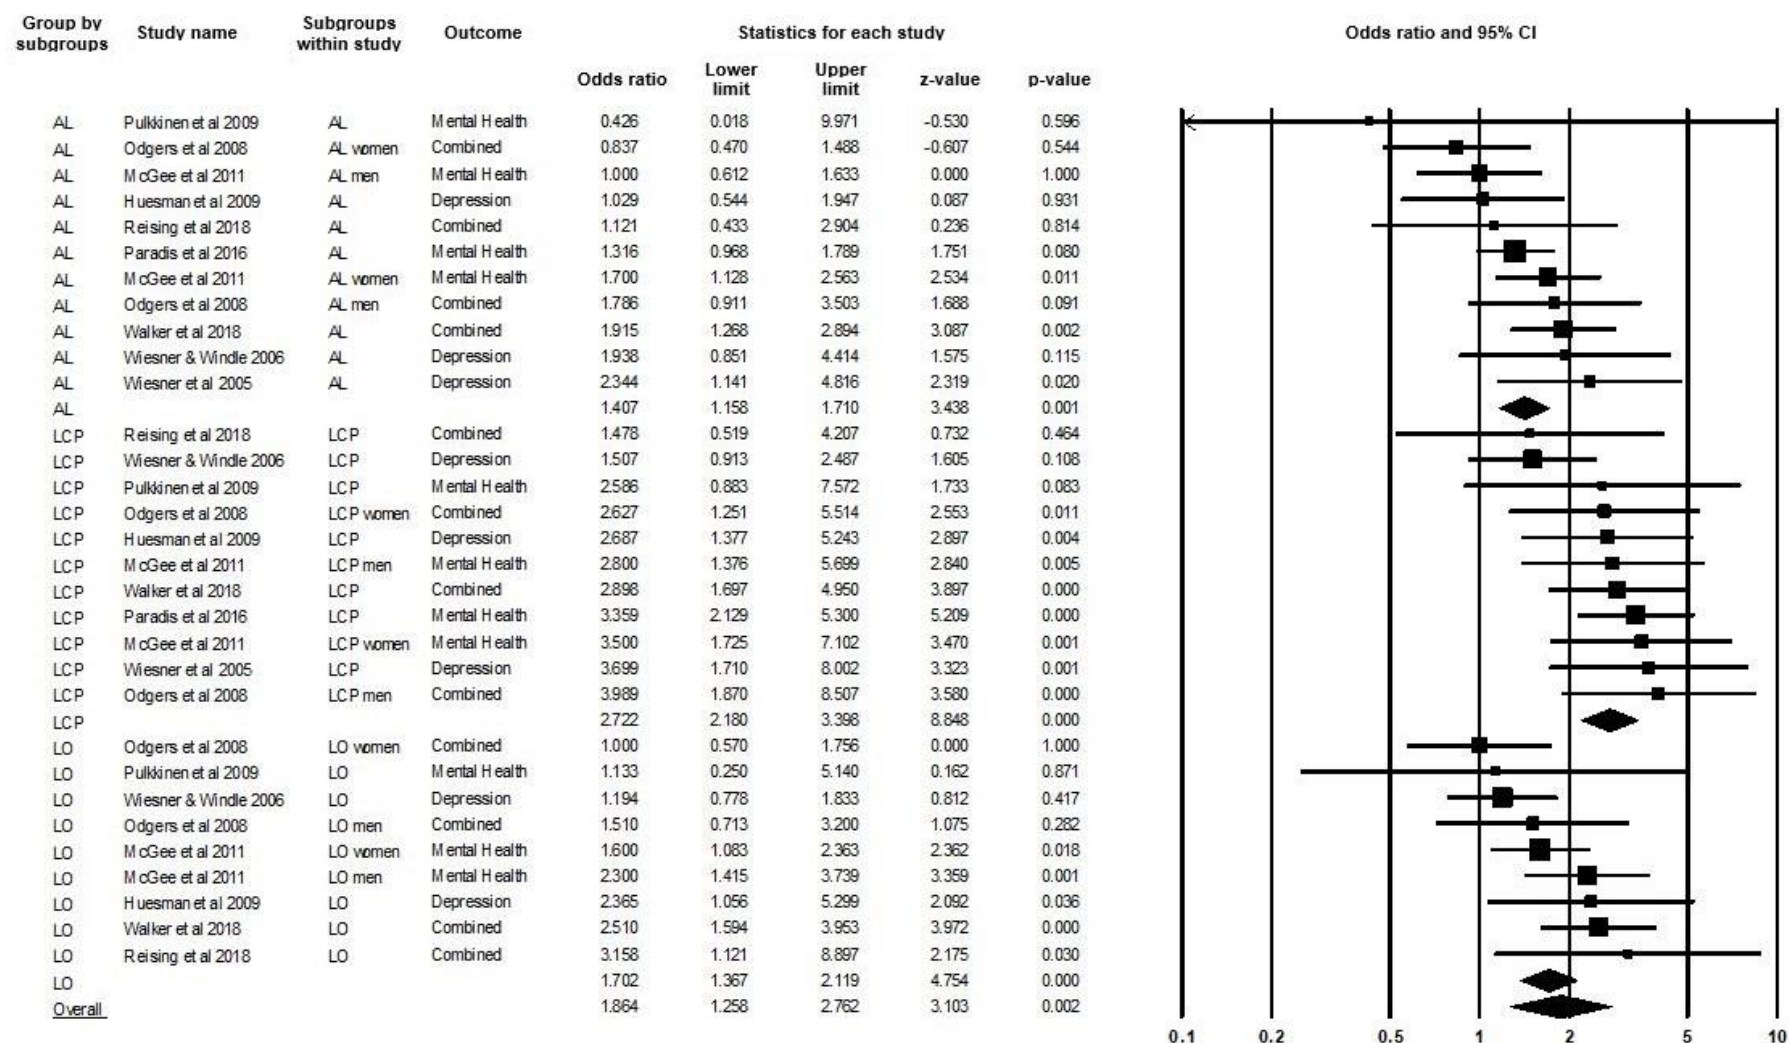 Group by subgroups Study name Subgroups within study Outcome Statistics for each study Odds ratio and 95% CI
Odds ratio Lower limit Upper limit z-value p-value
AL Pulkkinen et al 2009 AL Mental Health 0.426 0.018 9.971 -0.530 0.596
AL Odgers et al 2008 AL women Combined 0.837 0.470 1.488 -0.607 0.544
AL McGee et al 2011 AL men Mental Health 1.000 0.612 1.633 0.000 1.000
AL Huesman et al 2009 AL Depression 1.029 0.544 1.947 0.087 0.931
AL Reising et al 2018 AL Combined 1.121 0.433 2.904 0.236 0.814
AL Paradis et al 2016 AL Mental Health 1.316 0.968 1.789 1.751 0.080
AL McGee et al 2011 AL women Mental Health 1.700 1.128 2.563 2.534 0.011
AL Odgers et al 2008 AL men Combined 1.786 0.911 3.503 1.688 0.091
AL Walker et al 2018 AL Combined 1.915 1.268 2.894 3.087 0.002
AL Wiesner & Windle 2006 AL Depression 1.938 0.851 4.414 1.575 0.115
AL Wiesner et al 2005 AL Depression 2.344 1.141 4.816 2.319 0.020
AL 1.407 1.158 1.710 3.438 0.001
LCP Reising et al 2018 LCP Combined 1.478 0.519 4.207 0.732 0.464
LCP Wiesner & Windle 2006 LCP Depression 1.507 0.913 2.487 1.605 0.108
LCP Pulkkinen et al 2009 LCP Mental Health 2.586 0.883 7.572 1.733 0.083
LCP Odgers et al 2008 LCP women Combined 2.627 1.251 5.514 2.553 0.011
LCP Huesman et al 2009 LCP Depression 2.687 1.377 5.243 2.897 0.004
LCP McGee et al 2011 LCP men Mental Health 2.800 1.376 5.699 2.840 0.005
LCP Walker et al 2018 LCP Combined 2.898 1.697 4.950 3.897 0.000
LCP Paradis et al 2016 LCP Mental Health 3.359 2.129 5.300 5.209 0.000
LCP McGee et al 2011 LCP women Mental Health 3.500 1.725 7.102 3.470 0.001
LCP Wiesner et al 2005 LCP Depression 3.699 1.710 8.002 3.323 0.001
LCP Odgers et al 2008 LCP men Combined 3.989 1.870 8.507 3.580 0.000
LCP 2.722 2.180 3.398 8.848 0.000
LO Odgers et al 2008 LO women Combined 1.000 0.570 1.756 0.000 1.000
LO Pulkkinen et al 2009 LO Mental Health 1.133 0.250 5.140 0.162 0.871
LO Wiesner & Windle 2006 LO Depression 1.194 0.778 1.833 0.812 0.417
LO Odgers et al 2008 LO men Combined 1.510 0.713 3.200 1.075 0.282
LO McGee et al 2011 LO women Mental Health 1.600 1.083 2.363 2.362 0.018
LO McGee et al 2011 LO men Mental Health 2.300 1.415 3.739 3.359 0.001
LO Huesman et al 2009 LO Depression 2.365 1.056 5.299 2.092 0.036
LO Walker et al 2018 LO Combined 2.510 1.594 3.953 3.972 0.000
LO Reising et al 2018 LO Combined 3.158 1.121 8.897 2.175 0.030
LO 1.702 1.367 2.119 4.754 0.000
Overall 1.864 1.258 2.762 3.103 0.002
0.1 0.2 0.5 1 2 5 10